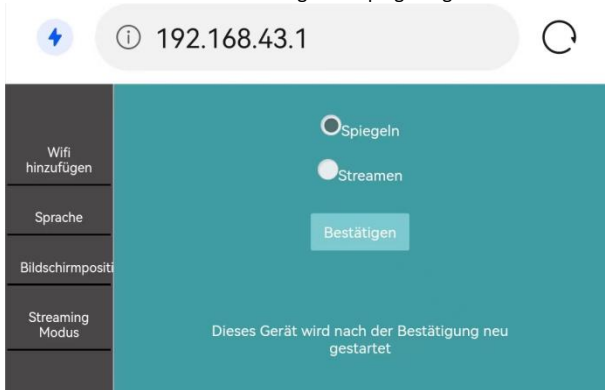 192.168.43.1
Spiegeln
Streamen
Bestätigen
Dieses Gerät wird nach der Bestätigung neu
gestartet
Wifi
hinzufügen
Sprache
Bildschirmpositi
Streaming
Modus